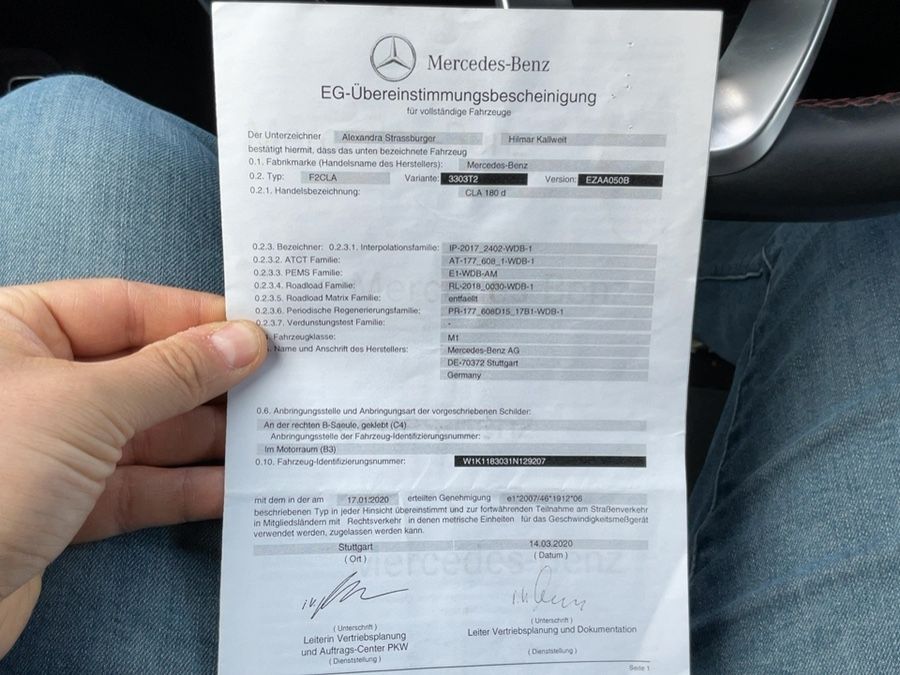 Mercedes-Benz
EG-Übereinstimmungsbescheinigung
für vollständige Fahrzeuge
Der Unterzeichner Alexandra Strassburger Hilmar Kallweit
bestätigt hiermit, dass das unten bezeichnete Fahrzeug
0.1. Fabrikmarke (Handelsname des Herstellers): Mercedes-Benz
0.2. Typ: F2CLA Variante: 3303T2 Version: EZAA050B
0.2.1. Handelsbezeichnung: CLA 180 d
0.2.3. Bezeichner: 0.2.3.1. Interpolationsfamilie: IP-2017_2402-WDB-1
0.2.3.2. ATCT Familie: AT-177_608_1-WDB-1
0.2.3.3. PEMS Familie: E1-WDB-AM
0.2.3.4. Roadload Familie: RL-2018_0030-WDB-1
0.2.3.5. Roadload Matrix Familie: entfaellt
0.2.3.6. Periodische Regenerierungsfamilie: PR-177_608D15_17B1-WDB-1
0.2.3.7. Verdunstungstest Familie: -
Fahrzeugklasse: M1
Name und Anschrift des Herstellers: Mercedes-Benz AG
DE-70372 Stuttgart
Germany
0.6. Anbringungsstelle und Anbringungsart der vorgeschriebenen Schilder:
An der rechten B-Saeule, geklebt (C4)
Anbringungsstelle der Fahrzeug-Identifizierungsnummer:
Im Motorraum (B3)
0.10. Fahrzeug-Identifizierungsnummer: W1K1183031N129207
mit dem in der am 17.01.2020 erteilten Genehmigung e1*2007/46*1912*06
beschriebenen Typ in jeder Hinsicht übereinstimmt und zur fortwährenden Teilnahme am Straßenverkehr
in Mitgliedsländern mit Rechtsverkehr in denen metrische Einheiten für das Geschwindigkeitsmeßgerät
verwendet werden, zugelassen werden kann.
Stuttgart 14.03.2020
( Ort ) ( Datum )
( Unterschrift ) ( Unterschrift )
Leiterin Vertriebsplanung Leiter Vertriebsplanung und Dokumentation
und Auftrags-Center PKW
( Dienststellung ) ( Dienststellung )
Seite 1